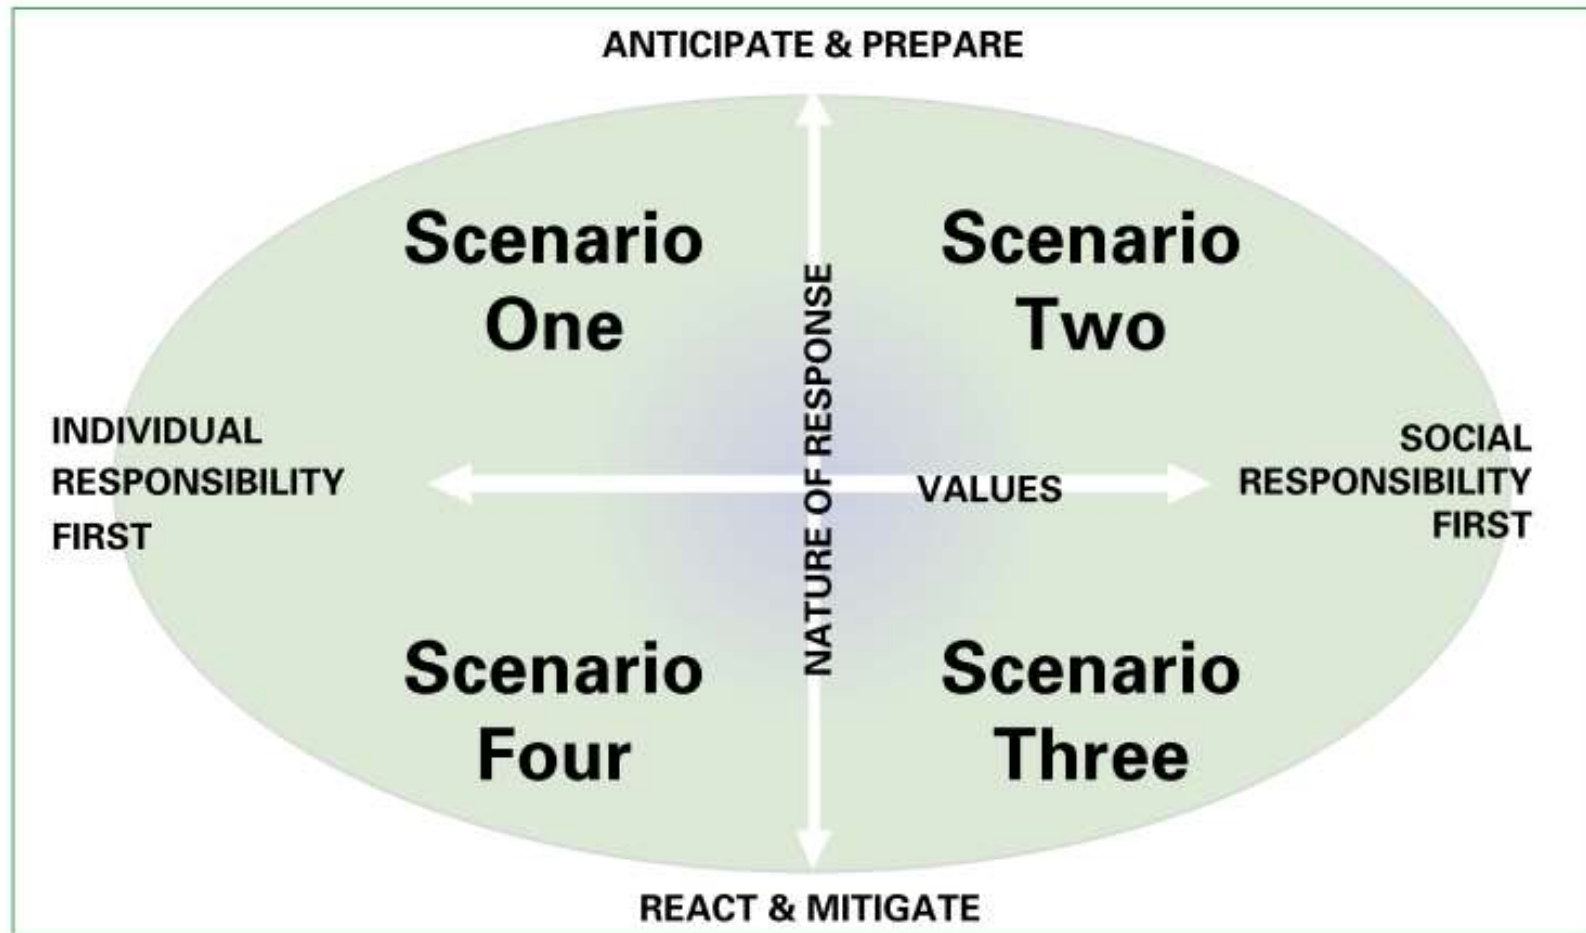 ANTICIPATE & PREPARE
Scenario
One
Scenario
Two
NATURE OF RESPONSE
INDIVIDUAL
RESPONSIBILITY
FIRST
VALUES
SOCIAL
RESPONSIBILITY
FIRST
Scenario
Four
Scenario
Three
REACT & MITIGATE